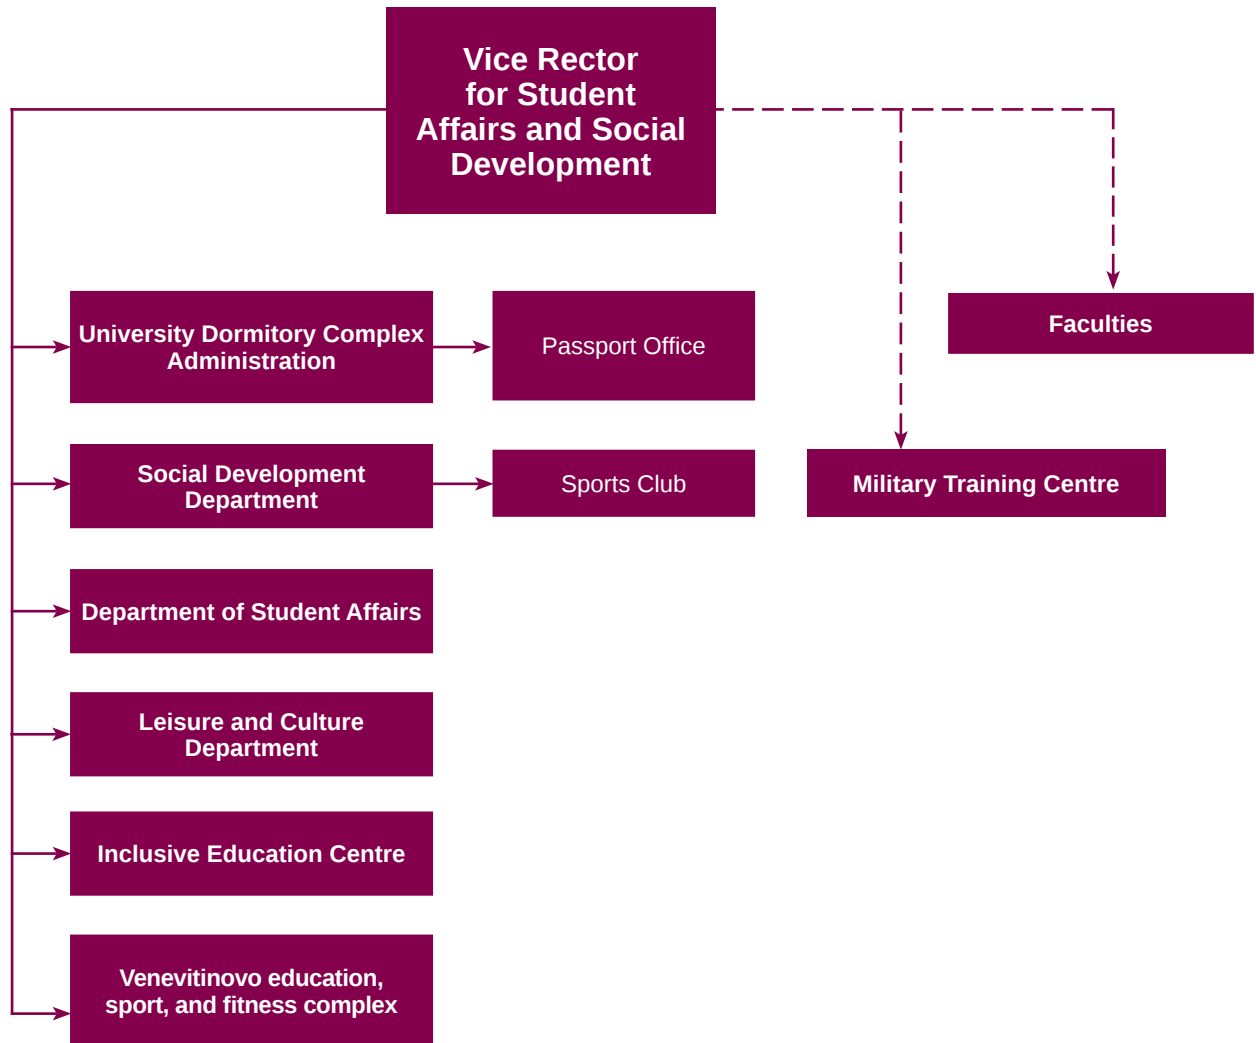 Vice Rector
for Student
Affairs and Social
Development
University Dormitory Complex
Administration
Passport Office
Faculties
Social Development
Department
Sports Club
Military Training Centre
Department of Student Affairs
Leisure and Culture
Department
Inclusive Education Centre
Venevitinovo education,
sport, and fitness complex